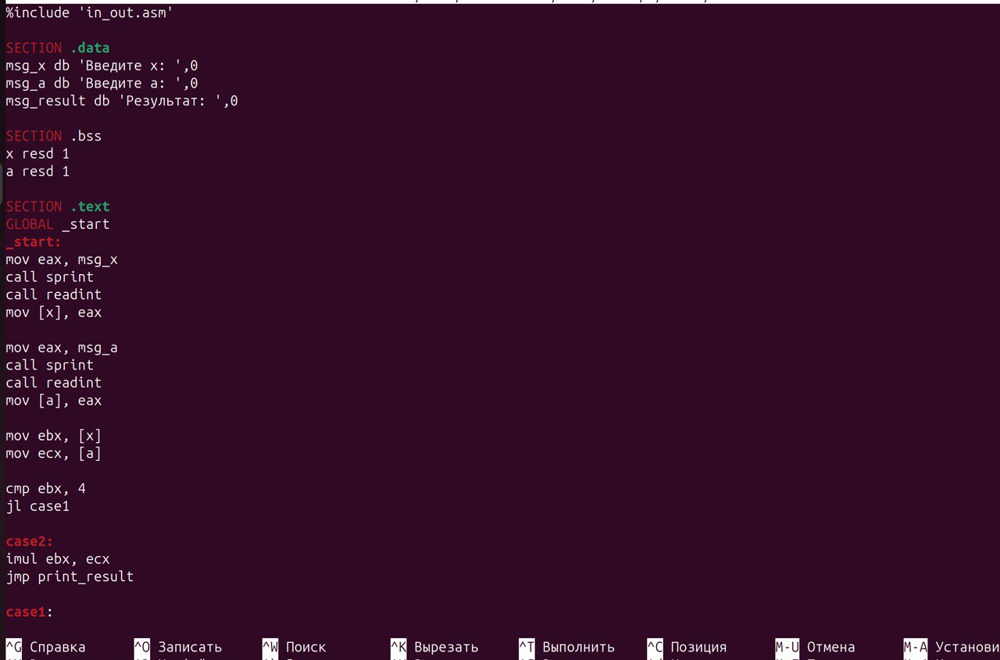 %include 'in_out.asm'
SECTION .data
msg_x db 'Введите x: ',0
msg_a db 'Введите a: ',0
msg_result db 'Результат: ',0
SECTION .bss
x resd 1
a resd 1
SECTION .text
GLOBAL _start
_start:
mov eax, msg_x
call sprint
call readint
mov [x], eax
mov eax, msg_a
call sprint
call readint
mov [a], eax
mov ebx, [x]
mov ecx, [a]
cmp ebx, 4
jl case1
case2:
imul ebx, ecx
jmp print_result
case1:
^G Справка ^O Записать ^W Поиск ^K Вырезать ^T Выполнить ^C Позиция M-U Отмена M-A Установи